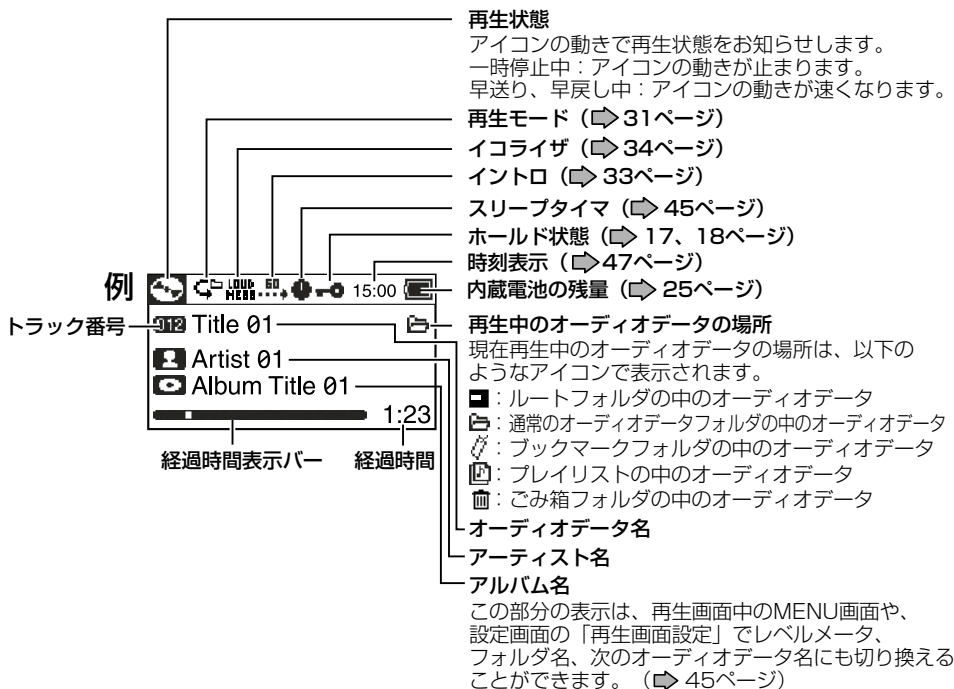 再生状態
アイコンの動きで再生状態をお知らせします。
一時停止中：アイコンの動きが止まります。
早送り、早戻し中：アイコンの動きが速くなります。
再生モード（⇨ 31ページ）
イコライザ（⇨ 34ページ）
イントロ（⇨ 33ページ）
スリープタイマ（⇨ 45ページ）
ホールド状態（⇨ 17、18ページ）
時刻表示（⇨47ページ）
内蔵電池の残量（⇨ 25ページ）
例
15:00
トラック番号
012 Title 01
Artist 01
Album Title 01
1:23
経過時間表示バー
経過時間
再生中のオーディオデータの場所
現在再生中のオーディオデータの場所は、以下の
ようなアイコンで表示されます。
：ルートフォルダの中のオーディオデータ
：通常のオーディオデータフォルダの中のオーディオデータ
：ブックマークフォルダの中のオーディオデータ
：プレイリストの中のオーディオデータ
：ごみ箱フォルダの中のオーディオデータ
オーディオデータ名
アーティスト名
アルバム名
この部分の表示は、再生画面中のMENU画面や、
設定画面の「再生画面設定」でレベルメータ、
フォルダ名、次のオーディオデータ名にも切り換える
ことができます。（⇨ 45ページ）